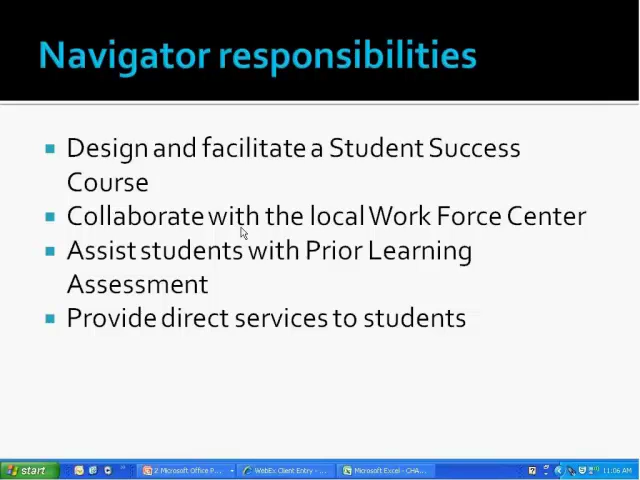 Navigator responsibilities
Design and facilitate a Student Success
Course
Collaborate with the local Work Force Center
Assist students with Prior Learning
Assessment
Provide direct services to students
start
2 Microsoft Office P...
WebEx Client Entry - ...
Microsoft Excel - CHA...
11:06 AM